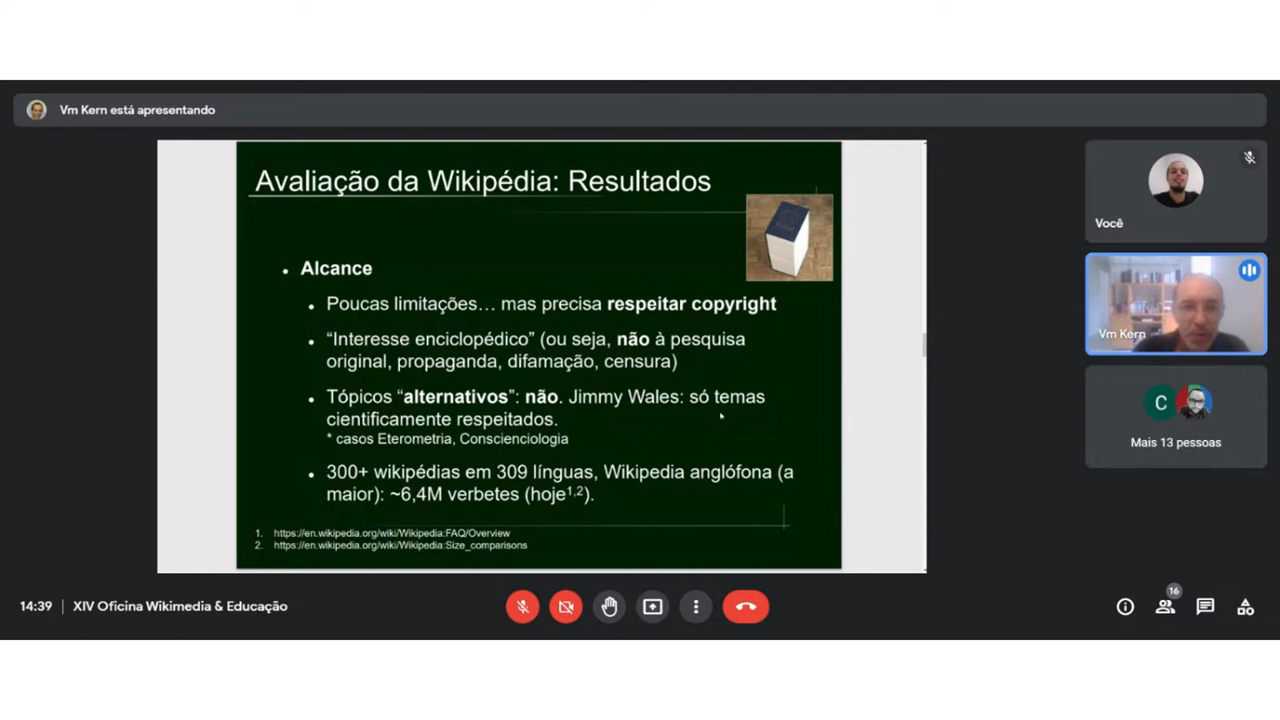 Vm Kern está apresentando
Avaliação da Wikipédia: Resultados
• Alcance
• Poucas limitações… mas precisa respeitar copyright
• “Interesse enciclopédico” (ou seja, não à pesquisa
original, propaganda, difamação, censura)
• Tópicos “alternativos”: não. Jimmy Wales: só temas
cientificamente respeitados.
* casos Eterometria, Conscienciologia
• 300+ wikipédias em 309 línguas, Wikipedia anglófona (a
maior): ~6,4M verbetes (hoje1,2).
1. https://en.wikipedia.org/wiki/Wikipedia:FAQ/Overview
2. https://en.wikipedia.org/wiki/Wikipedia:Size_comparisons
Você
Vm Kern
C
Mais 13 pessoas
14:39 | XIV Oficina Wikimedia & Educação
16